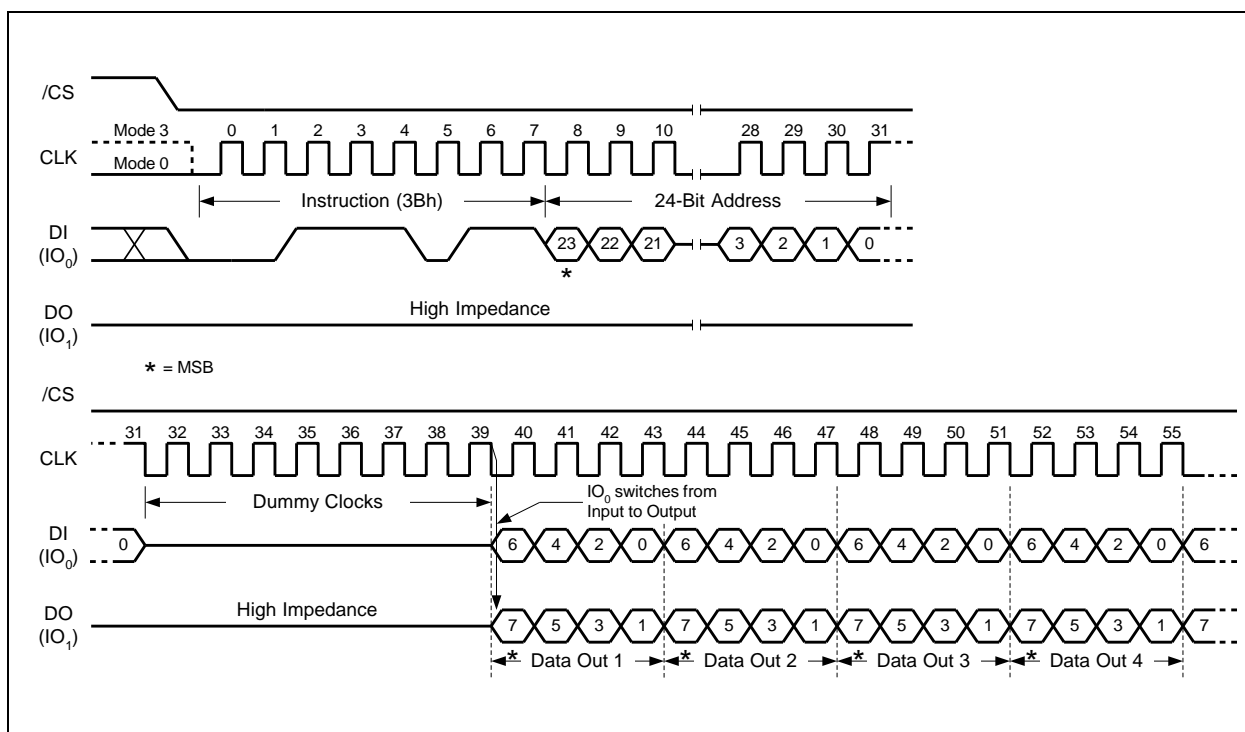 /CS
Mode 3 0 1 2 3 4 5 6 7 8 9 10 28 29 30 31
CLK
Mode 0
Instruction (3Bh) 24-Bit Address
DI
(IO0)
23 22 21 3 2 1 0
*
DO
(IO1)
High Impedance
* = MSB
/CS
31 32 33 34 35 36 37 38 39 40 41 42 43 44 45 46 47 48 49 50 51 52 53 54 55
CLK
Dummy Clocks
IO0 switches from
Input to Output
DI
(IO0)
0 6 4 2 0 6 4 2 0 6 4 2 0 6 4 2 0 6
DO
(IO1)
High Impedance
7 5 3 1 7 5 3 1 7 5 3 1 7 5 3 1 7
* Data Out 1 * Data Out 2 * Data Out 3 * Data Out 4